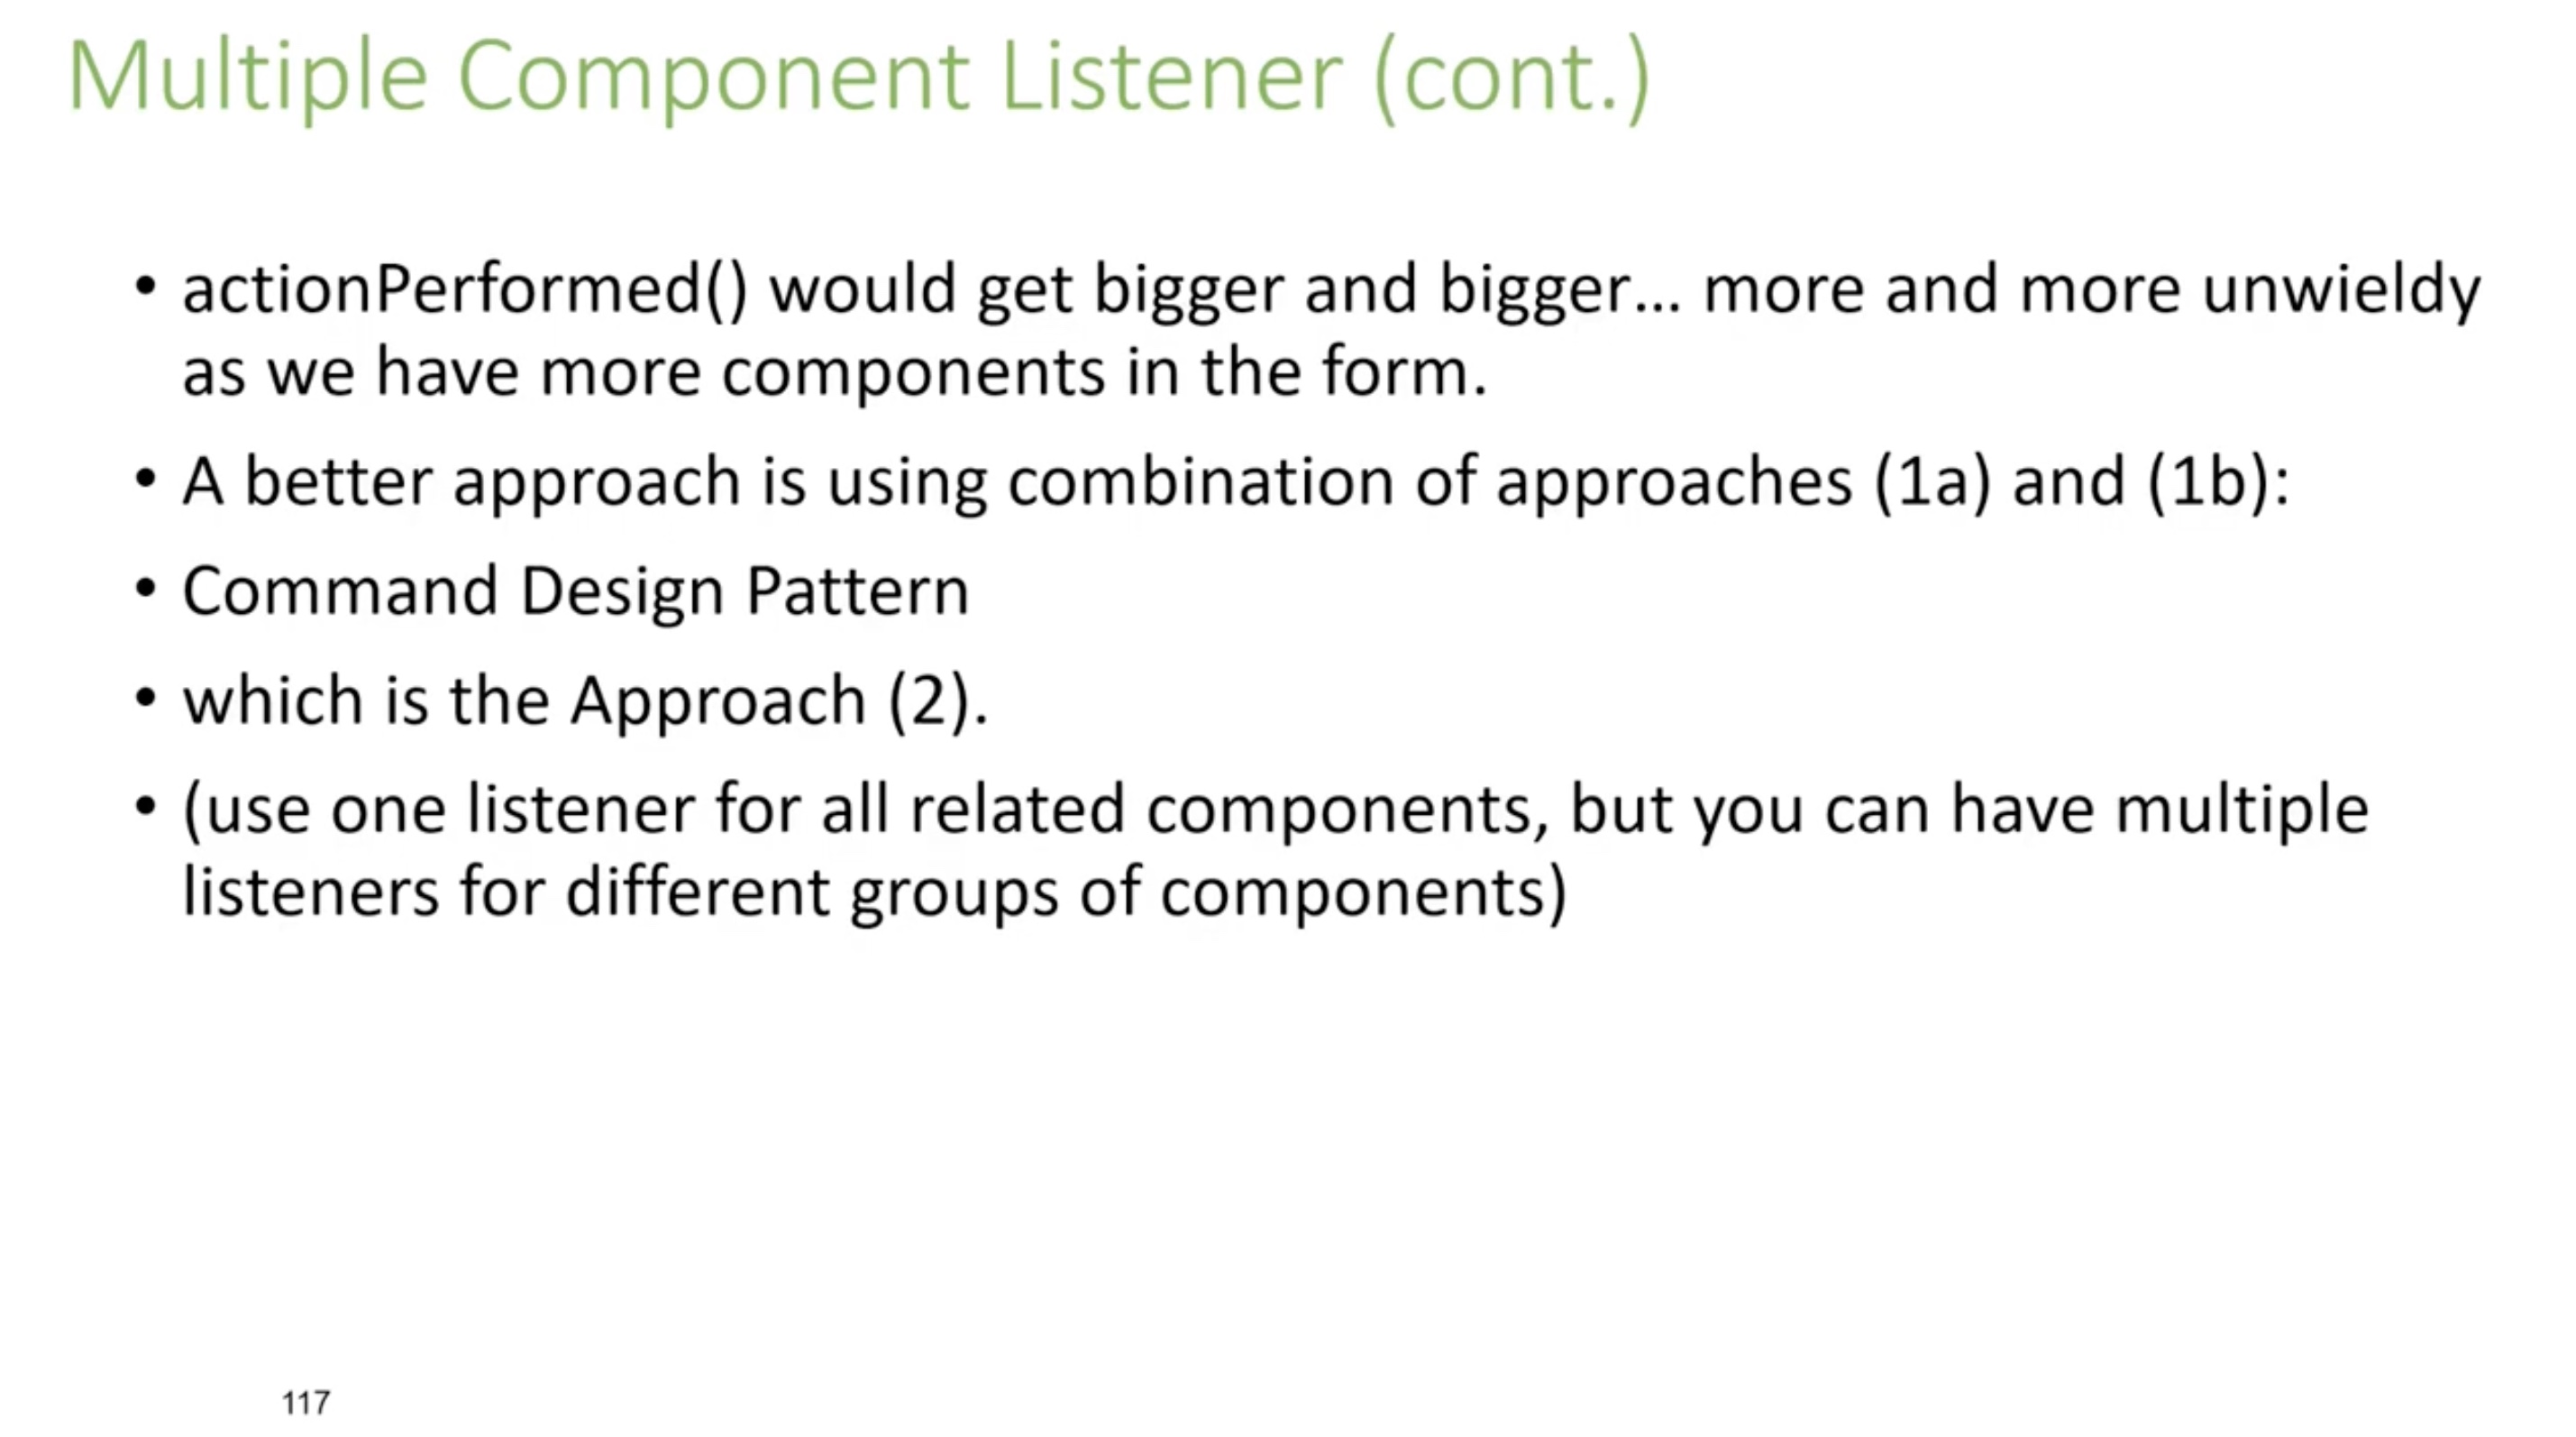 Multiple Component Listener (cont.)
• actionPerformed() would get bigger and bigger... more and more unwieldy
as we have more components in the form.
• A better approach is using combination of approaches (1a) and (1b):
• Command Design Pattern
• which is the Approach (2).
• (use one listener for all related components, but you can have multiple
listeners for different groups of components)
117